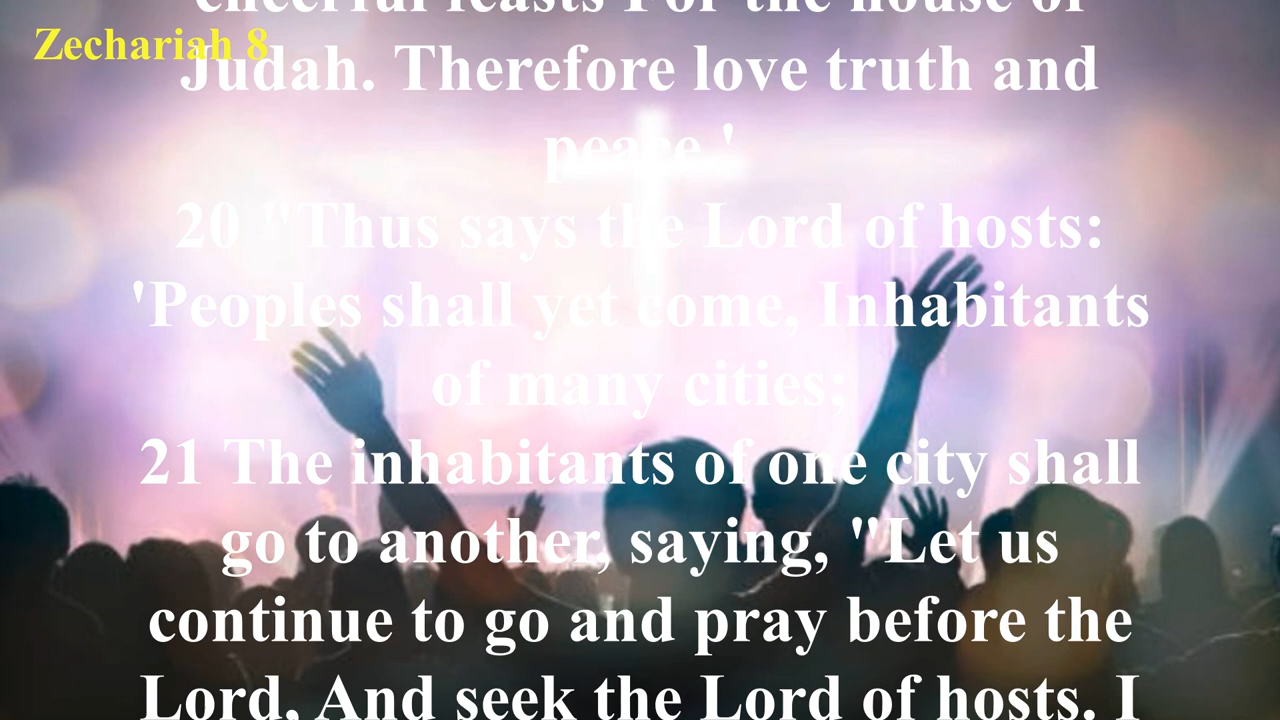 cheerful feasts For the house of
Zechariah 8
Judah. Therefore love truth and
peace.'
20 "Thus says the Lord of hosts:
'Peoples shall yet come, Inhabitants
of many cities;
21 The inhabitants of one city shall
go to another, saying, "Let us
continue to go and pray before the
Lord, And seek the Lord of hosts. I